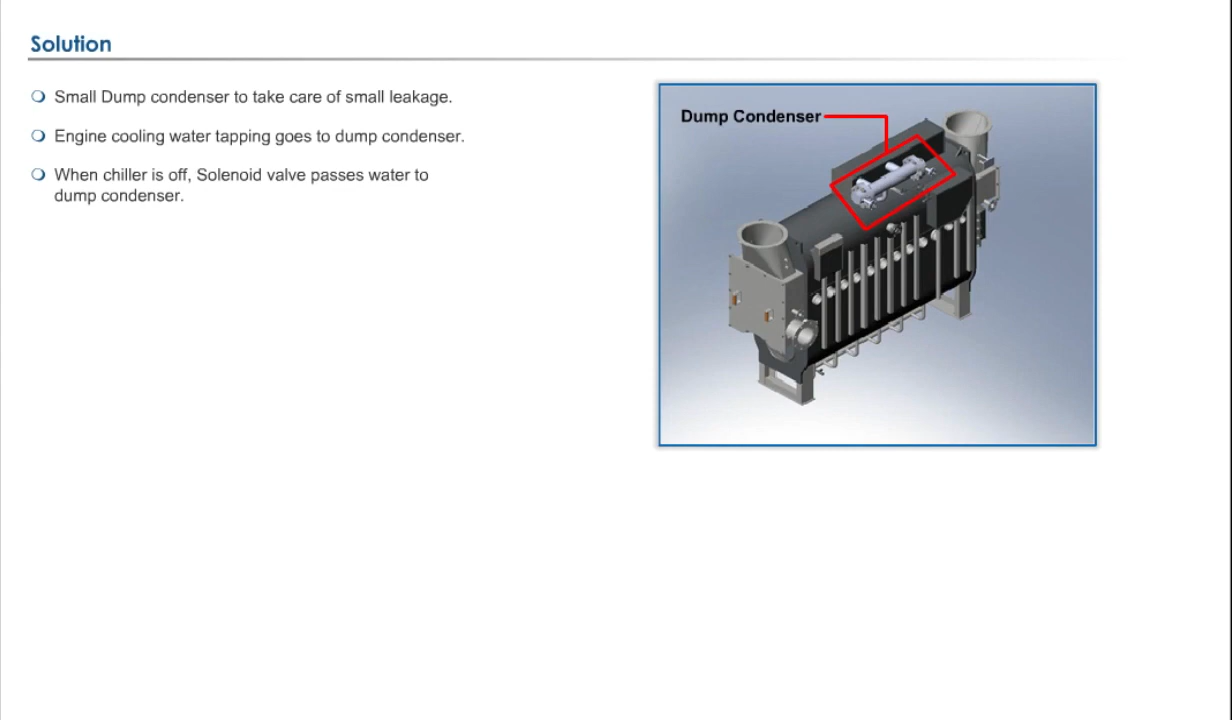 Solution
Small Dump condenser to take care of small leakage.
Engine cooling water tapping goes to dump condenser.
When chiller is off, Solenoid valve passes water to
dump condenser.
Dump Condenser